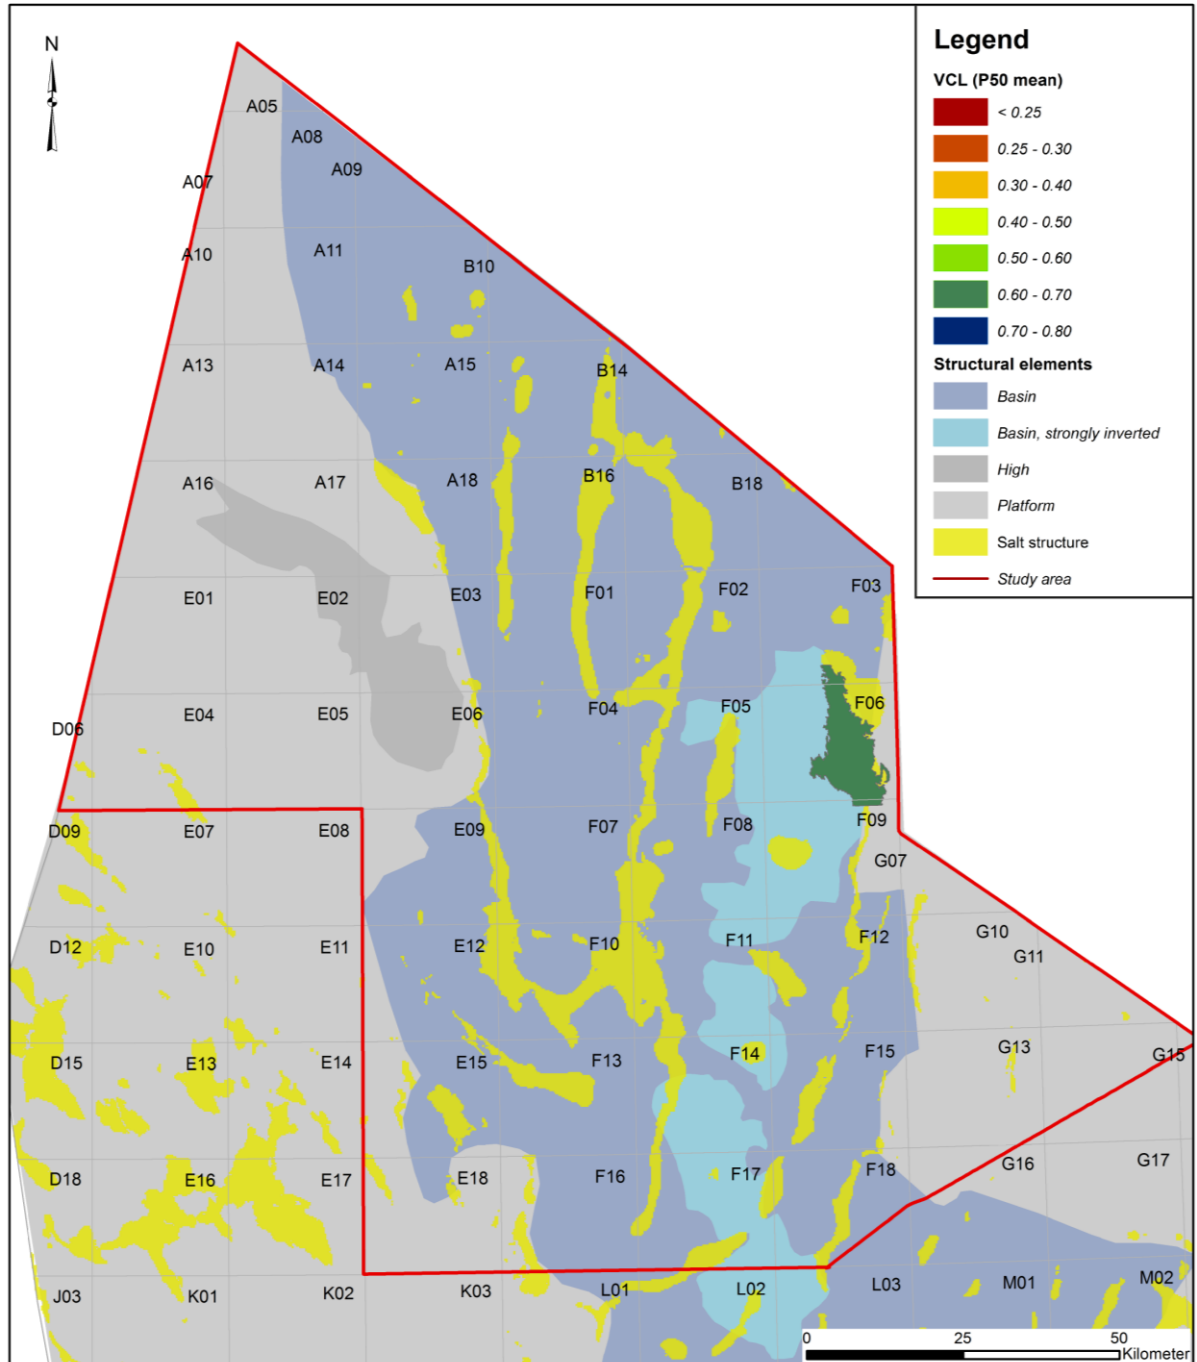 N
Legend
VCL (P50 mean)
< 0.25
0.25 - 0.30
0.30 - 0.40
0.40 - 0.50
0.50 - 0.60
0.60 - 0.70
0.70 - 0.80
Structural elements
Basin
Basin, strongly inverted
High
Platform
Salt structure
Study area
A05
A08
A09
A07
A10 A11 B10
A13 A14 A15 B14
A16 A17 A18 B16 B18
E01 E02 E03 F01 F02 F03
D06 E04 E05 E06 F04 F05 F06
D09 E07 E08 E09 F07 F08 F09
G07
D12 E10 E11 E12 F10 F11 F12 G10
G11
D15 E13 E14 E15 F13 F14 F15 G13 G15
D18 E16 E17 E18 F16 F17 F18 G16 G17
J03 K01 K02 K03 L01 L02 L03 M01 M02
0 25 50
Kilometer